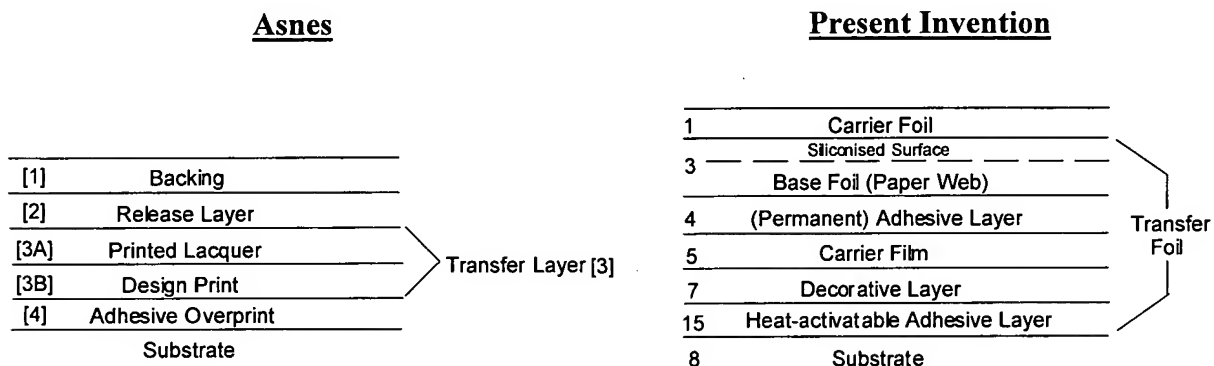 Asnes
[1] Backing
[2] Release Layer
[3A] Printed Lacquer
[3B] Design Print
[4] Adhesive Overprint
Substrate
Transfer Layer [3]
Present Invention
1 Carrier Foil
Siliconised Surface
3
Base Foil (Paper Web)
4 (Permanent) Adhesive Layer
5 Carrier Film
7 Decorative Layer
15 Heat-activatable Adhesive Layer
8 Substrate
Transfer
Foil